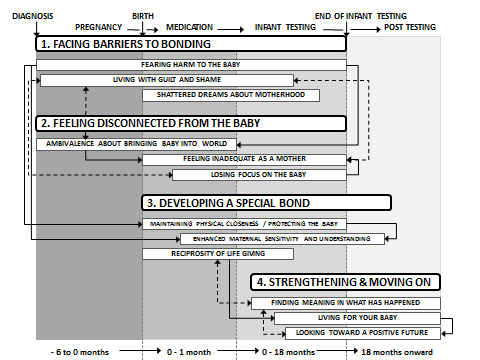 DIAGNOSIS BIRTH END OF INFANT TESTING
PREGNANCY MEDICATION INFANT TESTING POST TESTING
1. FACING BARRIERS TO BONDING
FEARING HARM TO THE BABY
LIVING WITH GUILT AND SHAME
SHATTERED DREAMS ABOUT MOTHERHOOD
2. FEELING DISCONNECTED FROM THE BABY
AMBIVALENCE ABOUT BRINGING BABY INTO WORLD
FEELING INADEQUATE AS A MOTHER
LOSING FOCUS ON THE BABY
3. DEVELOPING A SPECIAL BOND
MAINTAINING PHYSICAL CLOSENESS / PROTECTING THE BABY
ENHANCED MATERNAL SENSITIVITY AND UNDERSTANDING
RECIPROSITY OF LIFE GIVING
4. STRENGTHENING & MOVING ON
FINDING MEANING IN WHAT HAS HAPPENED
LIVING FOR YOUR BABY
LOOKING TOWARD A POSITIVE FUTURE
- 6 to 0 months 0 - 1 month 0 - 18 months 18 months onward